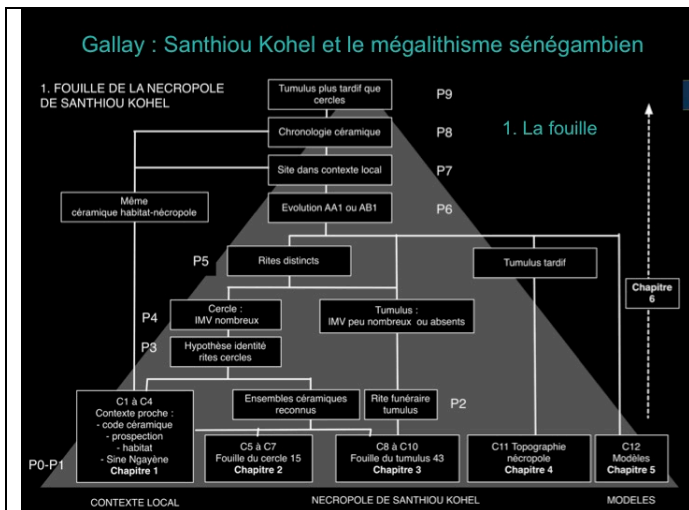 Gallay : Santhiou Kohel et le mégalithisme sénégambien
1. FOUILLE DE LA NECROPOLE
DE SANTHIOU KOHEL
Tumulus plus tardif que
cercles
P9
Chronologie céramique
P8
1. La fouille
Site dans contexte local
P7
Même
céramique habitat-nécropole
Evolution AA1 ou AB1
P6
P5
Rites distincts
Tumulus tardif
Chapitre
6
P4
Cercle :
IMV nombreux
Tumulus :
IMV peu nombreux ou absents
P3
Hypothèse identité
rites cercles
C1 à C4
Contexte proche :
- code céramique
- prospection
- habitat
- Sine Ngayène
Chapitre 1
Ensembles céramiques
reconnus
Rite funéraire
tumulus
P2
P0-P1
C5 à C7
Fouille du cercle 15
Chapitre 2
C8 à C10
Fouille du tumulus 43
Chapitre 3
C11 Topographie
nécropole
Chapitre 4
C12
Modèles
Chapitre 5
CONTEXTE LOCAL
NECROPOLE DE SANTHIOU KOHEL
MODELES